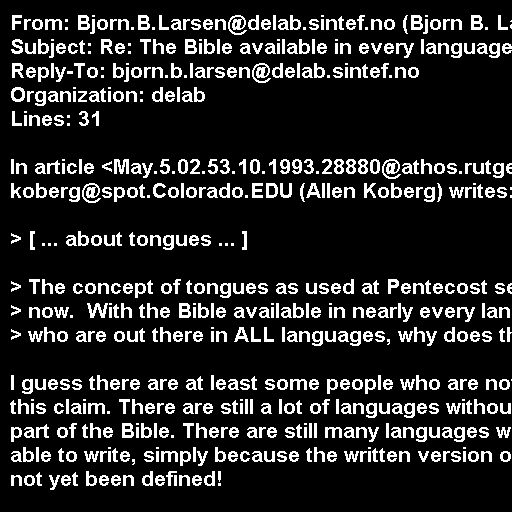 From: Bjorn.B.Larsen@delab.sintef.no (Bjorn B.
Subject: Re: The Bible available in every language
Reply-To: bjorn.b.larsen@delab.sintef.no
Organization: delab
Lines: 31
In article <May.5.02.53.10.1993.28880@athos.rutge
koberg@spot.Colorado.EDU (Allen Koberg) writes:
> [ ... about tongues ... ]
> The concept of tongues as used at Pentecost se
> now.  With the Bible available in nearly every lan
> who are out there in ALL languages, why does th
I guess there are at least some people who are no
this claim. There are still a lot of languages withou
part of the Bible. There are still many languages w
able to write, simply because the written version o
not yet been defined!